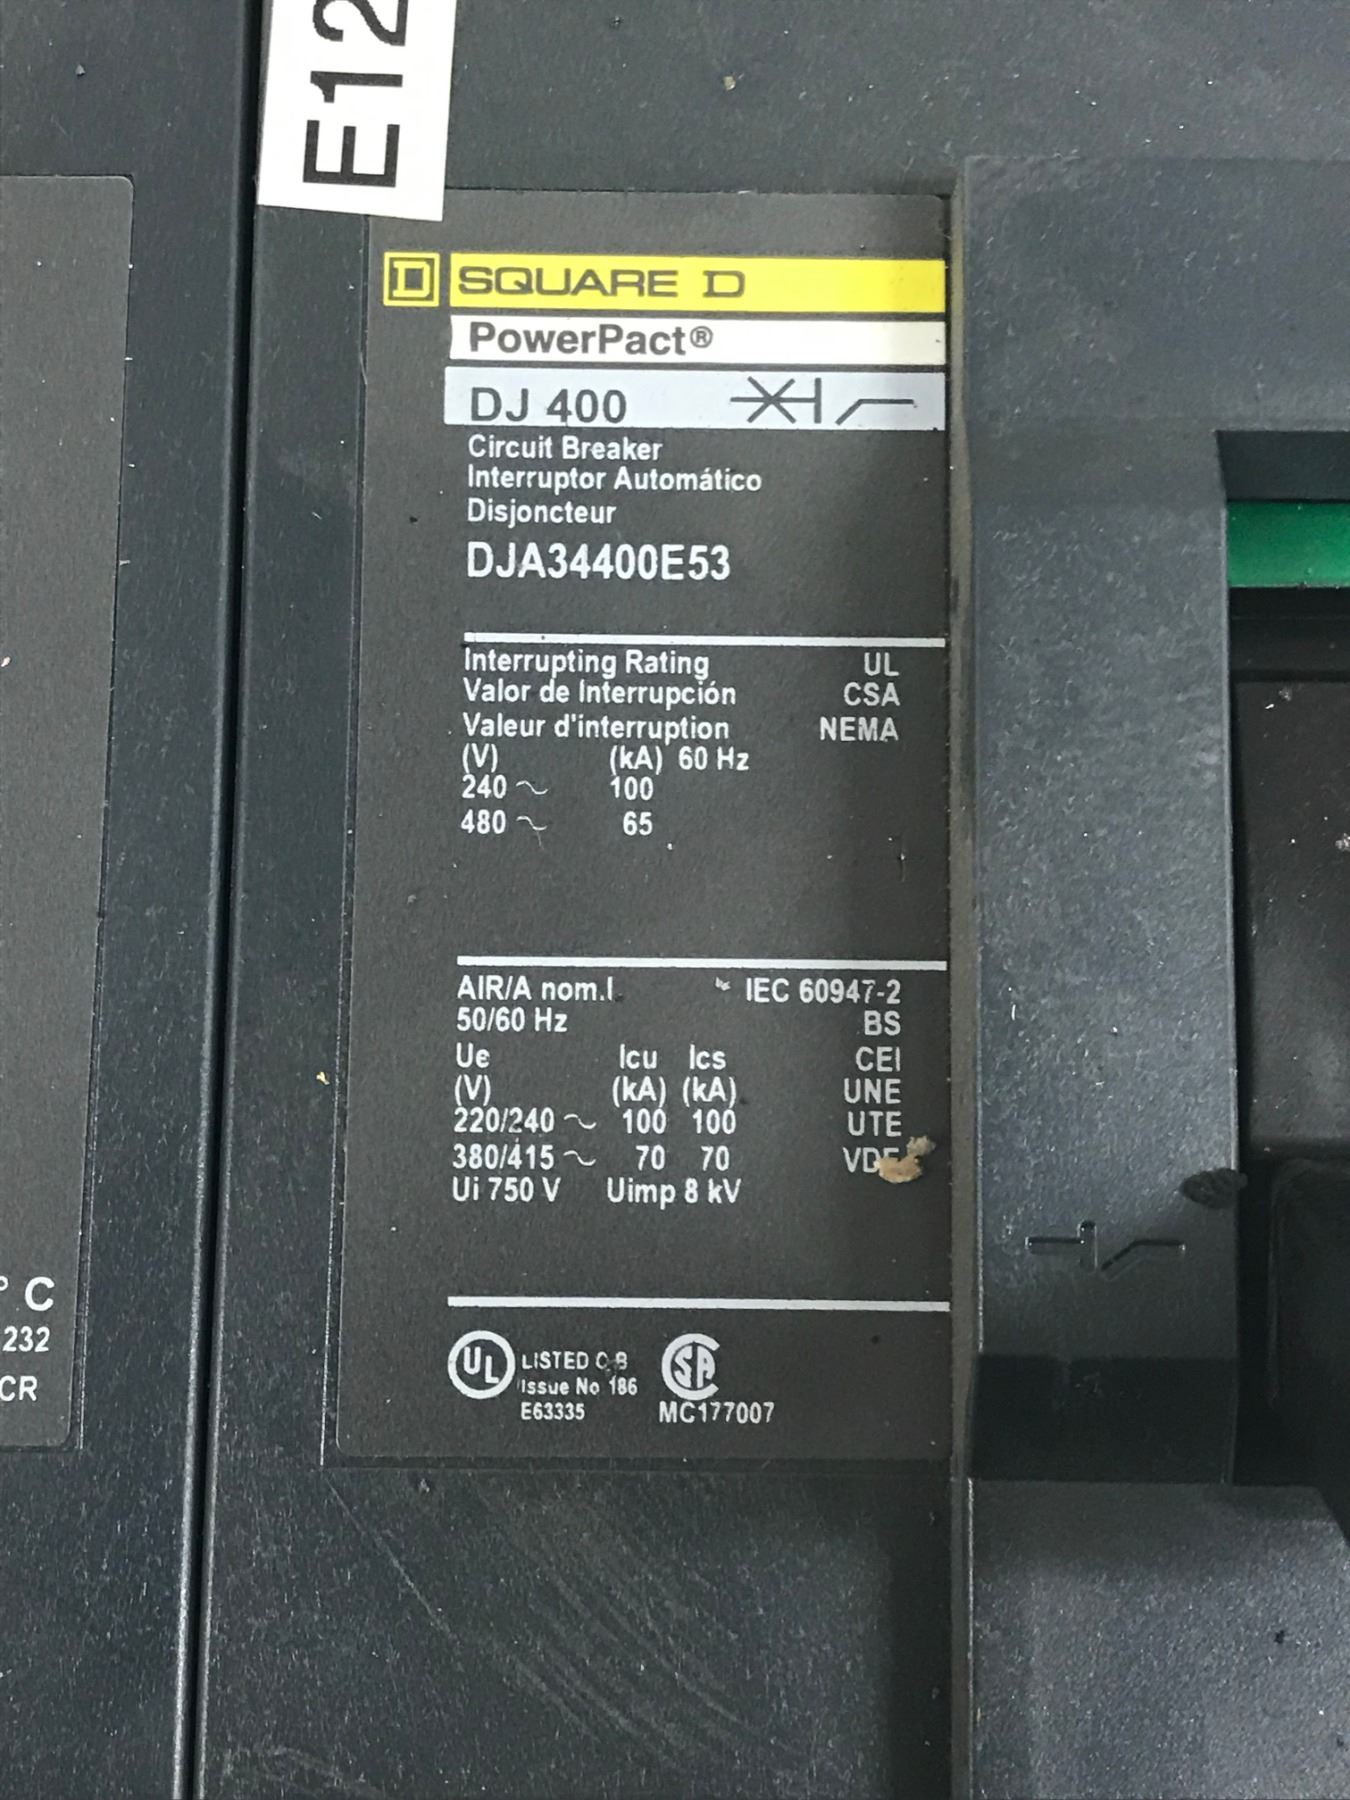 E12
SQUARE D
PowerPact®
DJ 400
Circuit Breaker
Interruptor Automático
Disjoncteur
DJA34400E53
Interrupting Rating UL
Valor de Interrupción CSA
Valeur d'interruption NEMA
(V) (kA) 60 Hz
240 ~ 100
480 ~ 65
AIR/A nom.I IEC 60947-2
50/60 Hz BS
Ue Icu Ics CEI
(V) (kA) (kA) UNE
220/240 ~ 100 100 UTE
380/415 ~ 70 70 VDE
Ui 750 V Uimp 8 kV
UL LISTED C.B SA
Issue No 186
E63335 MC177007
° C
232
CR